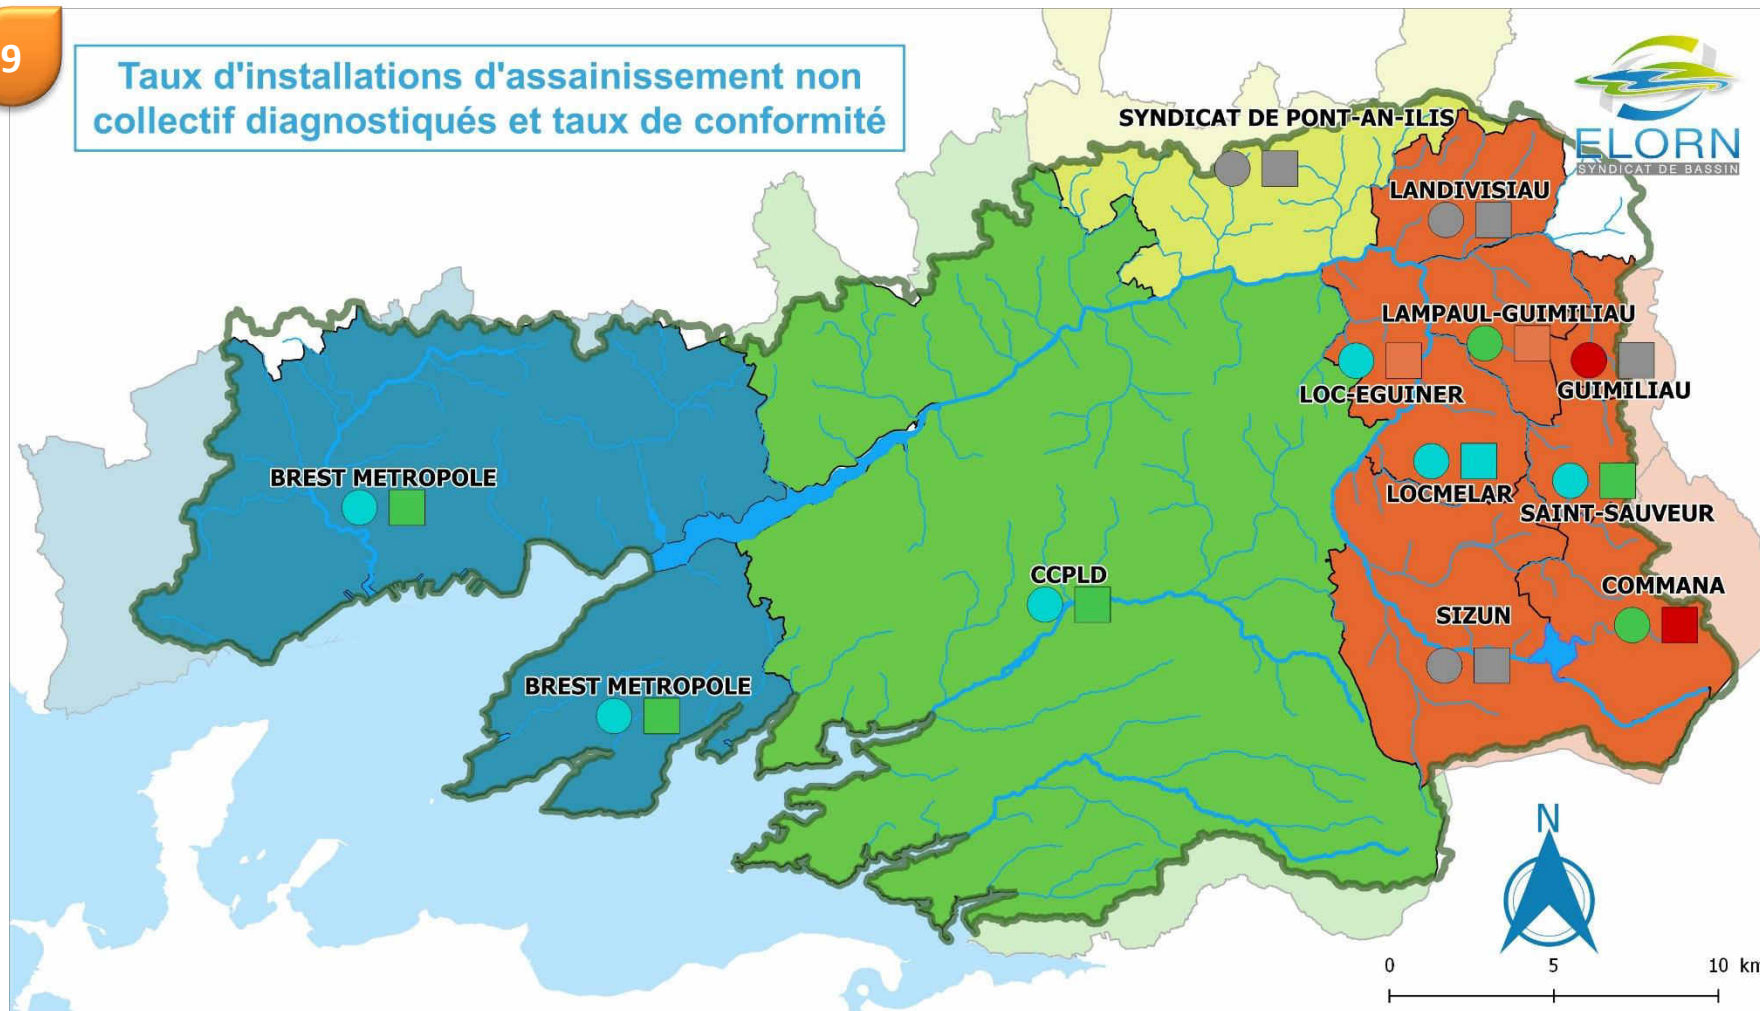 9
Taux d'installations d'assainissement non
collectif diagnostiqués et taux de conformité
ELORN
SYNDICAT DE BASSIN
SYNDICAT DE PONT-AN-ILIS
LANDIVISIAU
LAMPAUL-GUIMILIAU
LOC-EGUINER
GUIMILIAU
BREST METROPOLE
LOCMELAR
SAINT-SAUVEUR
CCPLD
COMMANA
SIZUN
BREST METROPOLE
N
0 5 10 km